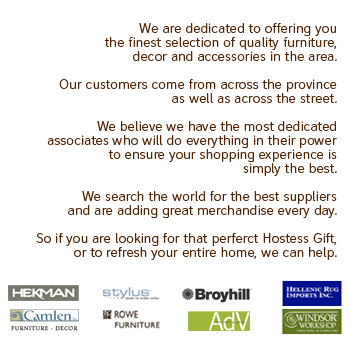 We are dedicated to offering you
the finest selection of quality furniture,
decor and accessories in the area.
Our customers come from across the province
as well as across the street.
We believe we have the most dedicated
associates who will do everything in their power
to ensure your shopping experience is
simply the best.
We search the world for the best suppliers
and are adding great merchandise every day.
So if you are looking for that perferct Hostess Gift,
or to refresh your entire home, we can help.
HEKMAN
stylus
Broyhill
HELLENIC RUG
IMPORTS INC.
Camlen
FURNITURE - DECOR
ROWE
FURNITURE
AdV
WINDSOR
WORKSHOP